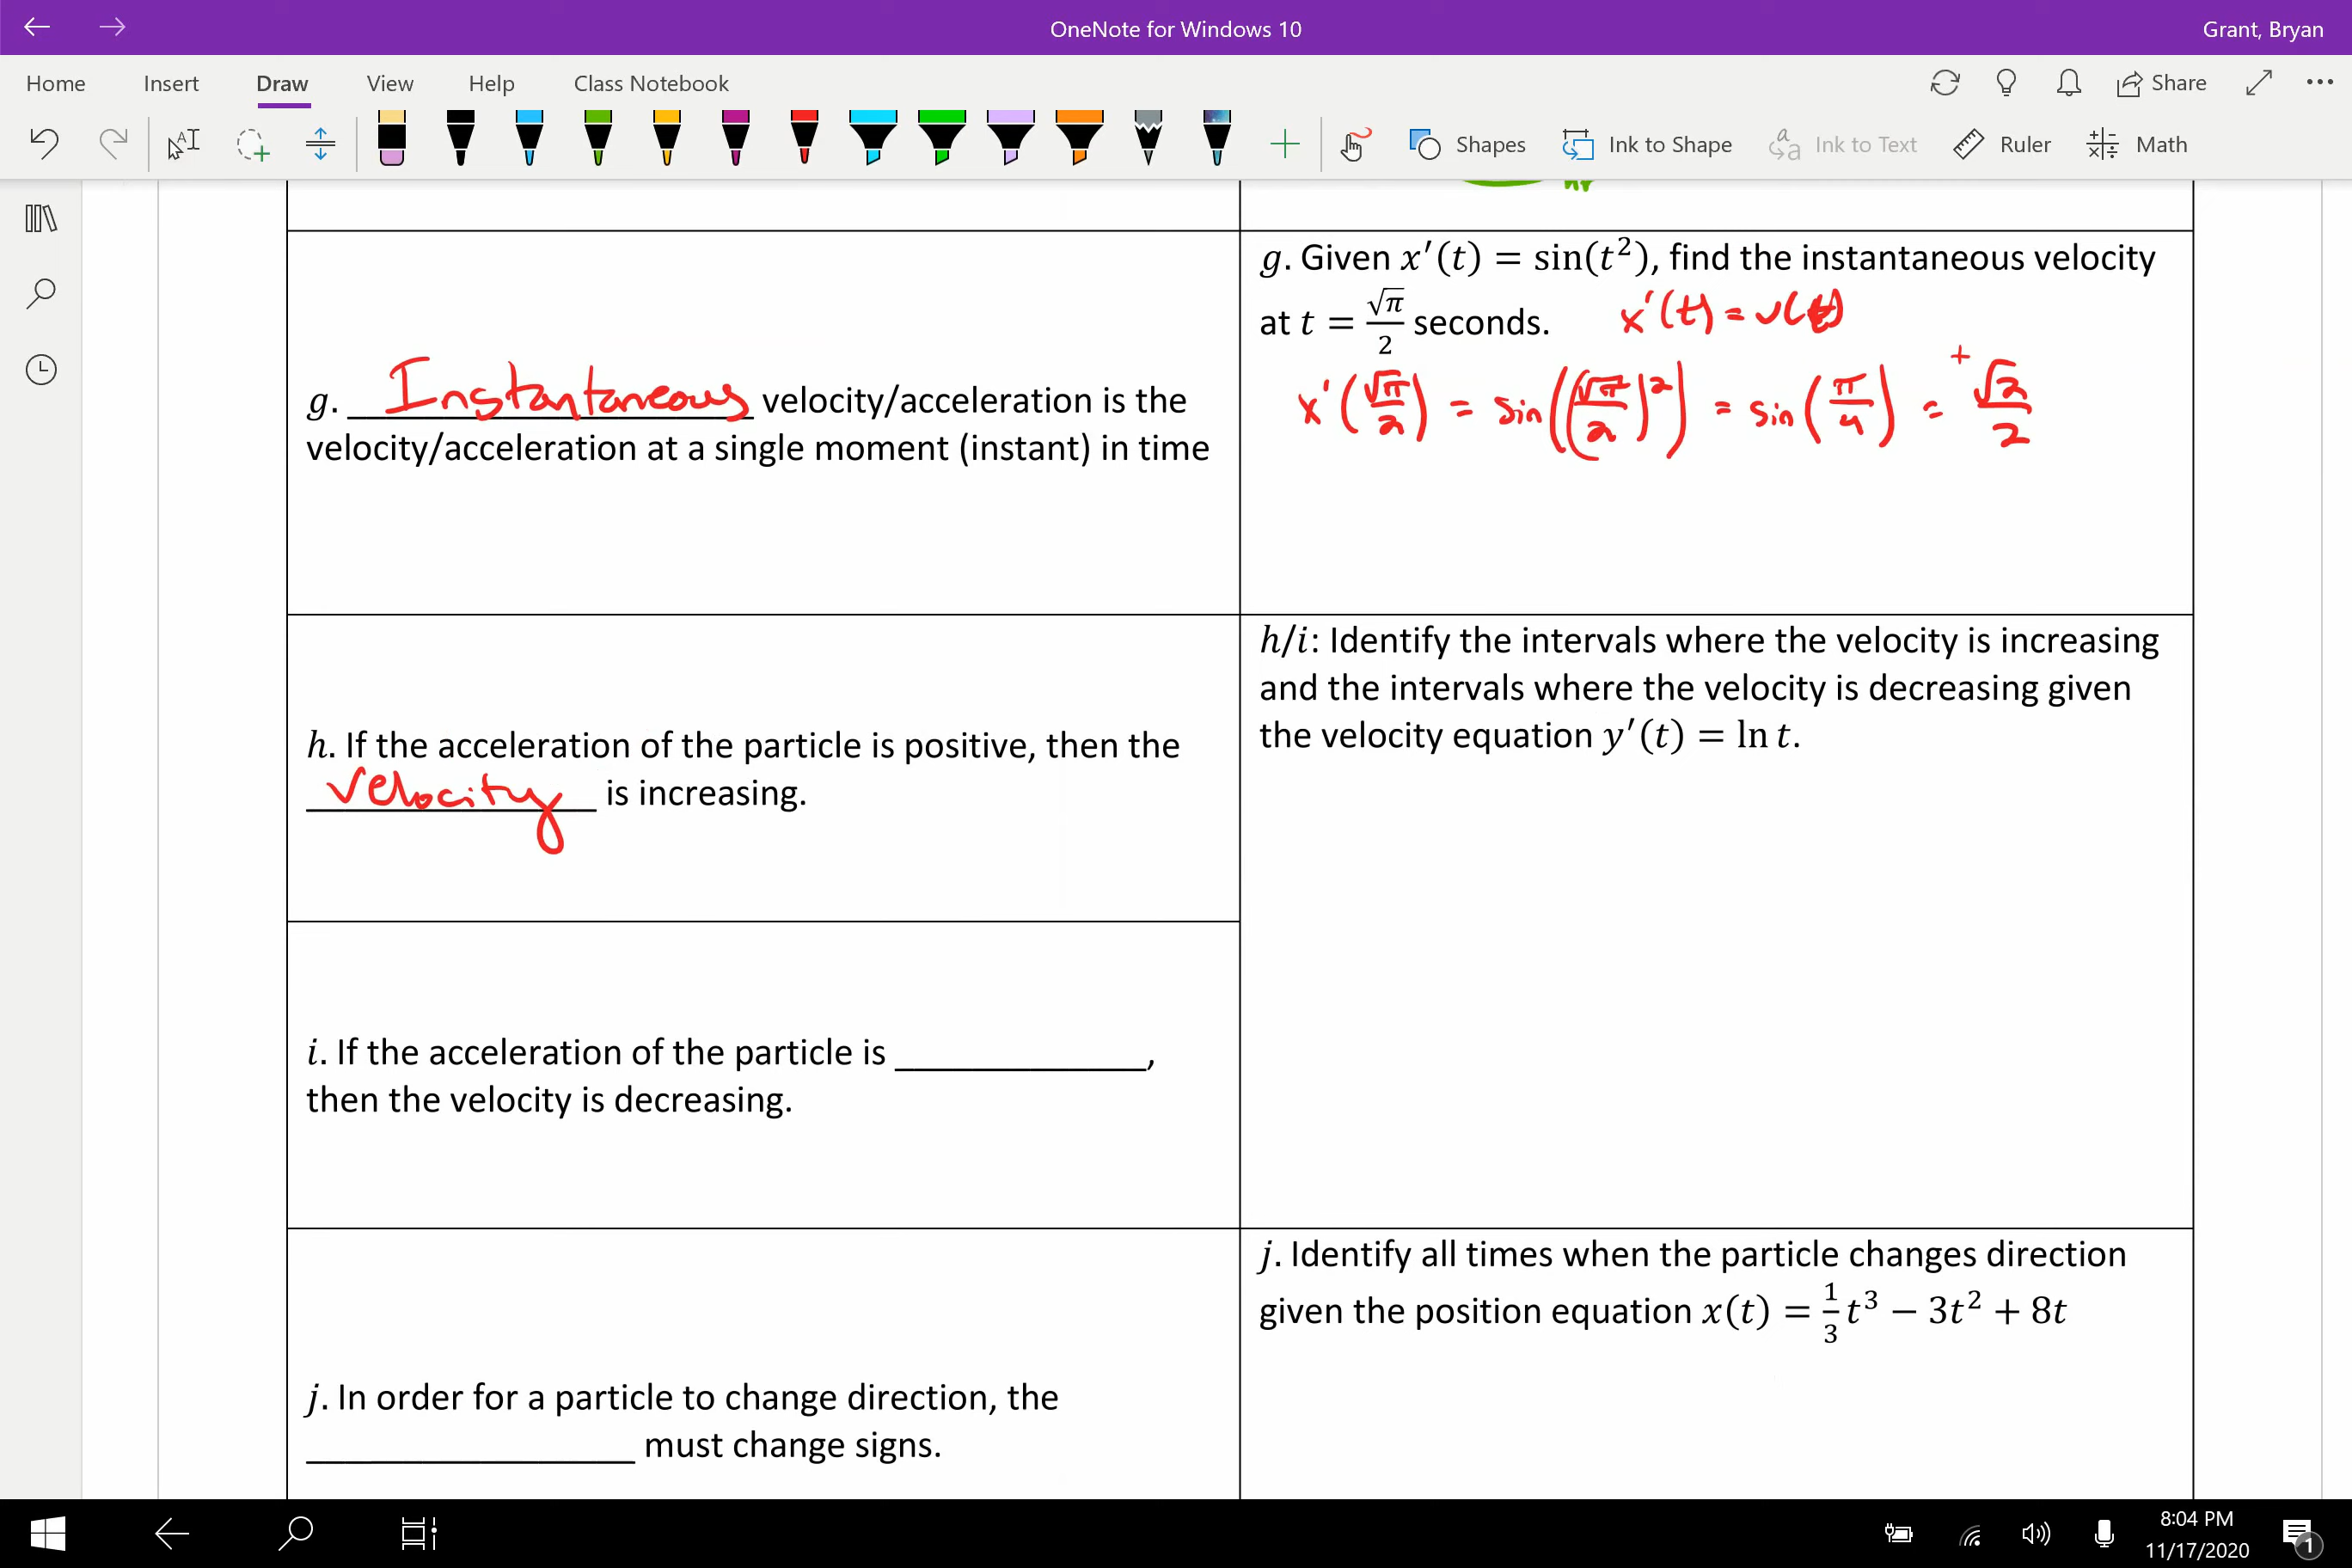 OneNote for Windows 10
Grant, Bryan
Home Insert Draw View Help Class Notebook Share
Shapes Ink to Shape Ink to Text Ruler Math
g. Instantaneous velocity/acceleration is the
velocity/acceleration at a single moment (instant) in time
g. Given x′(t) = sin(t²), find the instantaneous velocity
at t = √π/2 seconds. x'(t) = v(t)
x'(√π/2) = sin((√π/2)²) = sin(π/4) = +√2/2
h. If the acceleration of the particle is positive, then the
velocity is increasing.
h/i: Identify the intervals where the velocity is increasing
and the intervals where the velocity is decreasing given
the velocity equation y′(t) = ln t.
i. If the acceleration of the particle is ______________,
then the velocity is decreasing.
j. In order for a particle to change direction, the
__________________ must change signs.
j. Identify all times when the particle changes direction
given the position equation x(t) = 1/3 t³ − 3t² + 8t
8:04 PM
11/17/2020
1